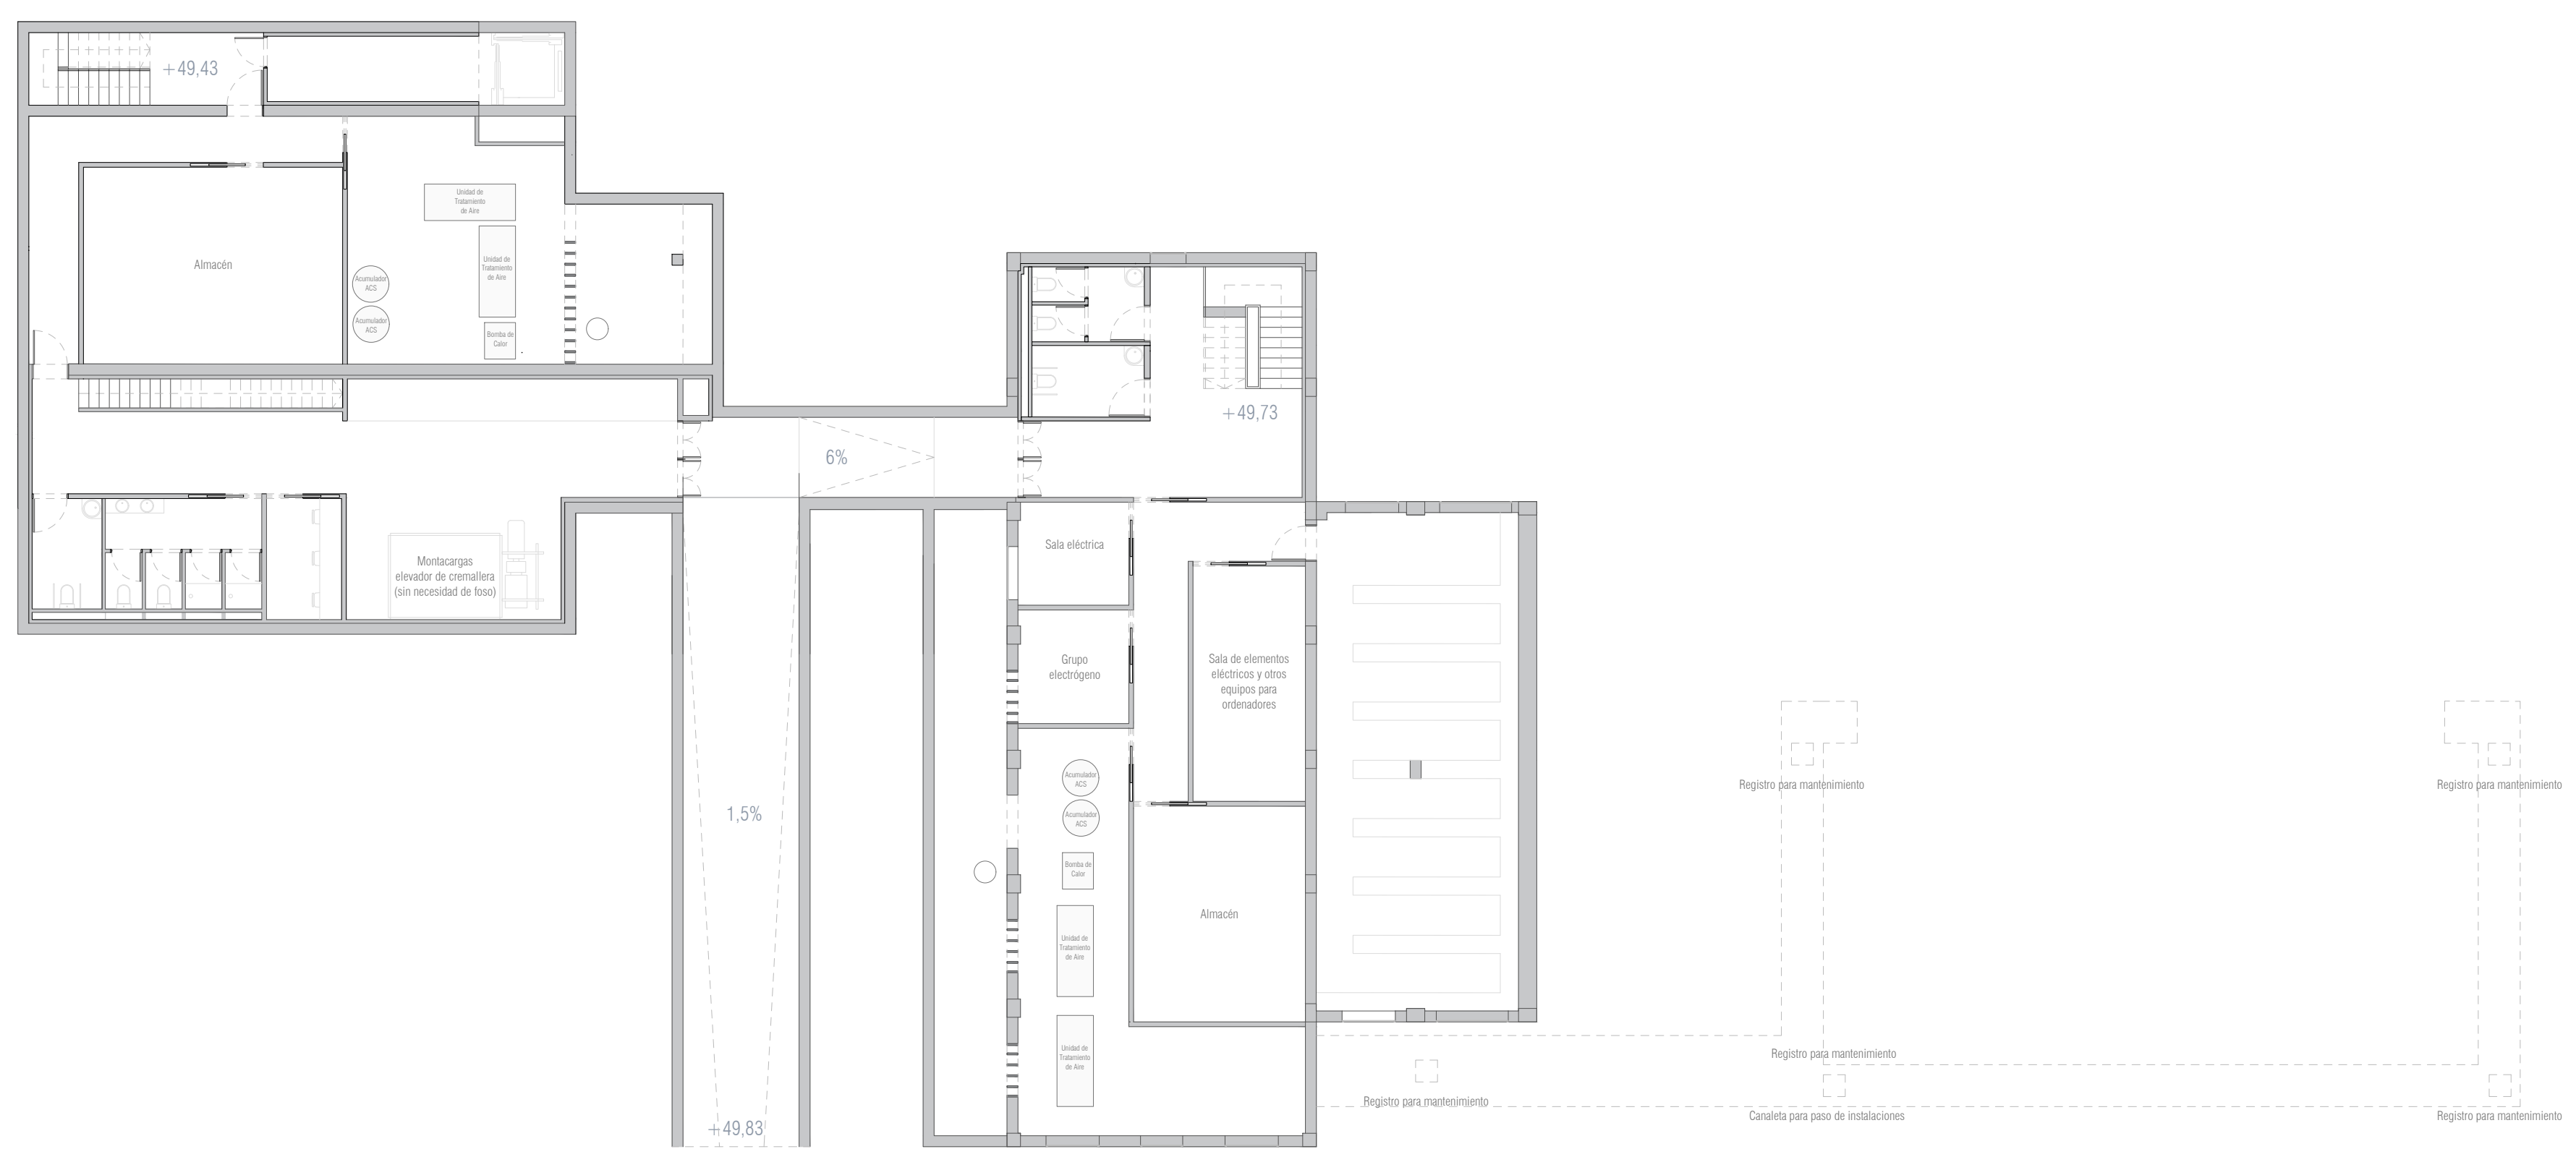 +49,43
Unidad de
Tratamiento
de Aire
Unidad de
Tratamiento
de Aire
Almacén
Acumulador
ACS
Acumulador
ACS
Bomba de
Calor
+49,73
6%
Montacargas
elevador de cremallera
(sin necesidad de foso)
Sala eléctrica
Grupo
electrógeno
Sala de elementos
eléctricos y otros
equipos para
ordenadores
Acumulador
ACS
Acumulador
ACS
1,5%
Bomba de
Calor
Almacén
Unidad de
Tratamiento
de Aire
Unidad de
Tratamiento
de Aire
+49,83
Registro para mantenimiento
Registro para mantenimiento
Registro para mantenimiento
Registro para mantenimiento
Canaleta para paso de instalaciones
Registro para mantenimiento